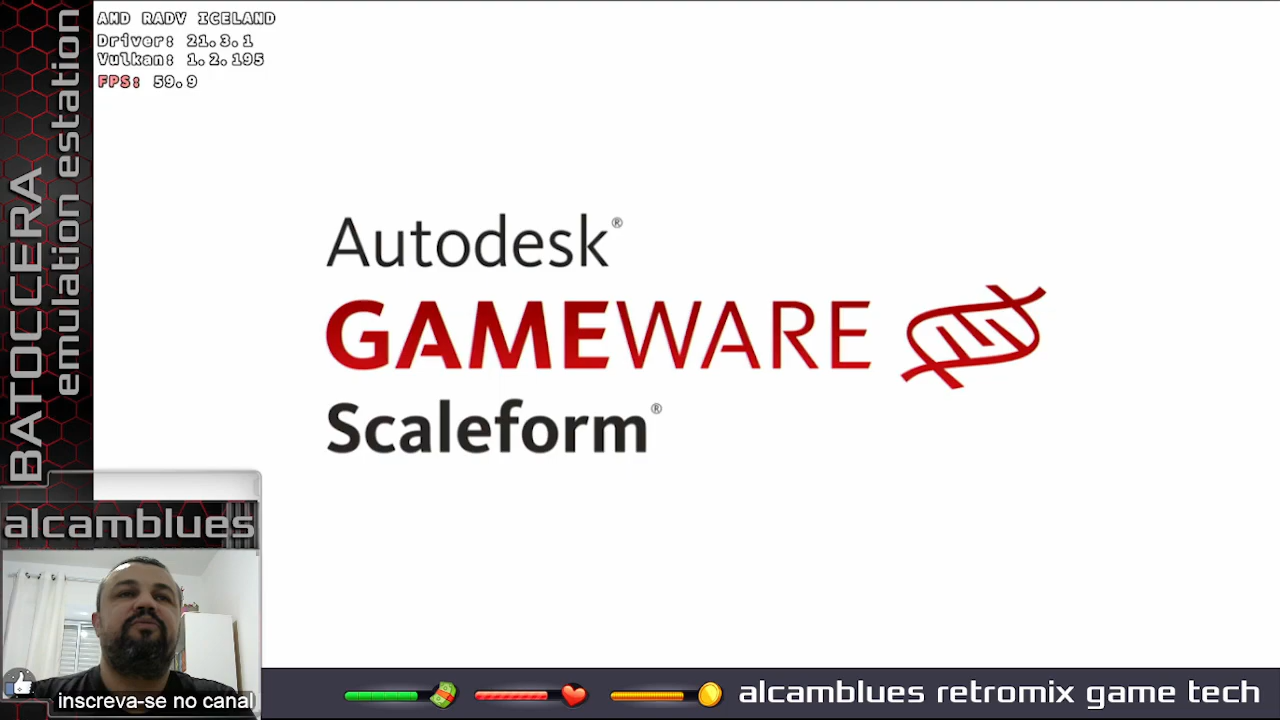 AMD RADV ICELAND
Driver: 21.3.1
Vulkan: 1.2.195
FPS: 59.9
BATOCCERA
emulation estation
Autodesk®
GAMEWARE
Scaleform®
alcamblues
inscreva-se no canal
alcamblues retromix game tech